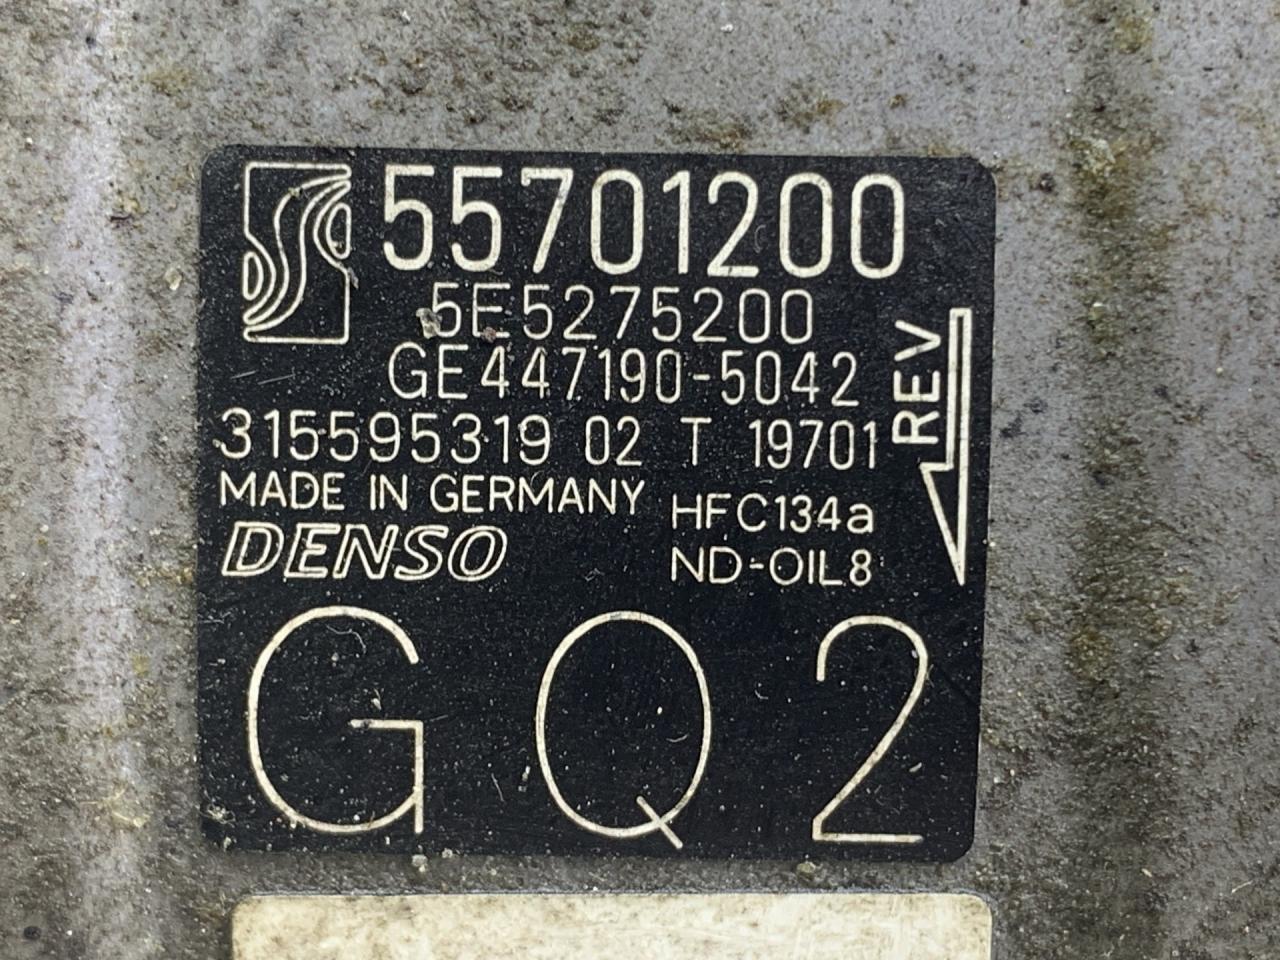 55701200
5E5275200
GE447190-5042
REV
315595319 02 T 19701
MADE IN GERMANY HFC134a
DENSO ND-OIL8
GQ2